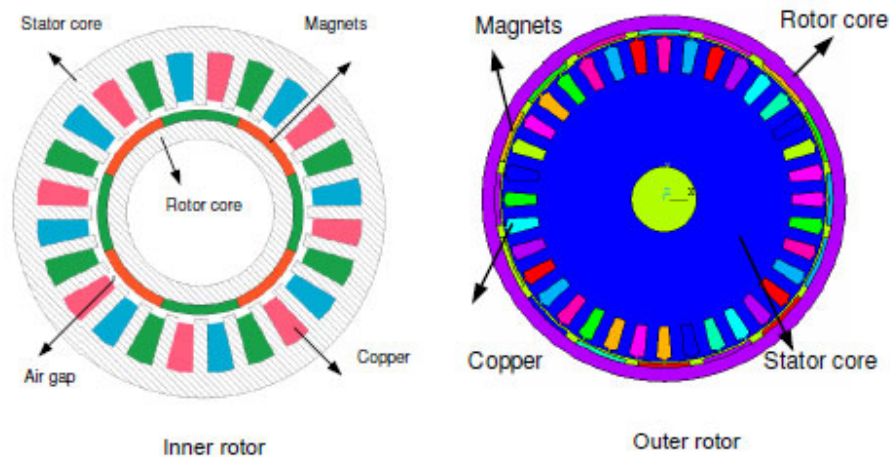 Stator core
Magnets
Rotor core
Air gap
Copper
Inner rotor
Magnets
Rotor core
X
Copper
Stator core
Outer rotor